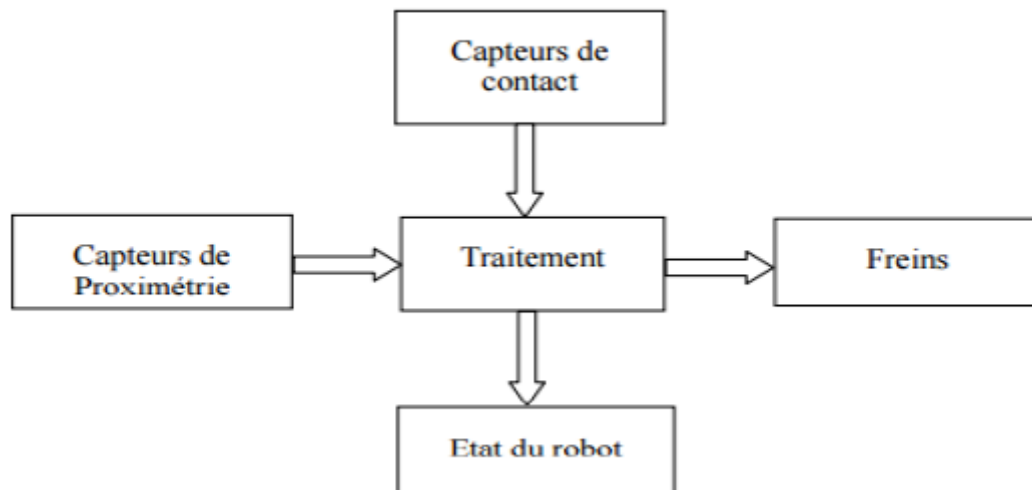 Capteurs de
contact
Capteurs de
Proximétrie
Traitement
Freins
Etat du robot